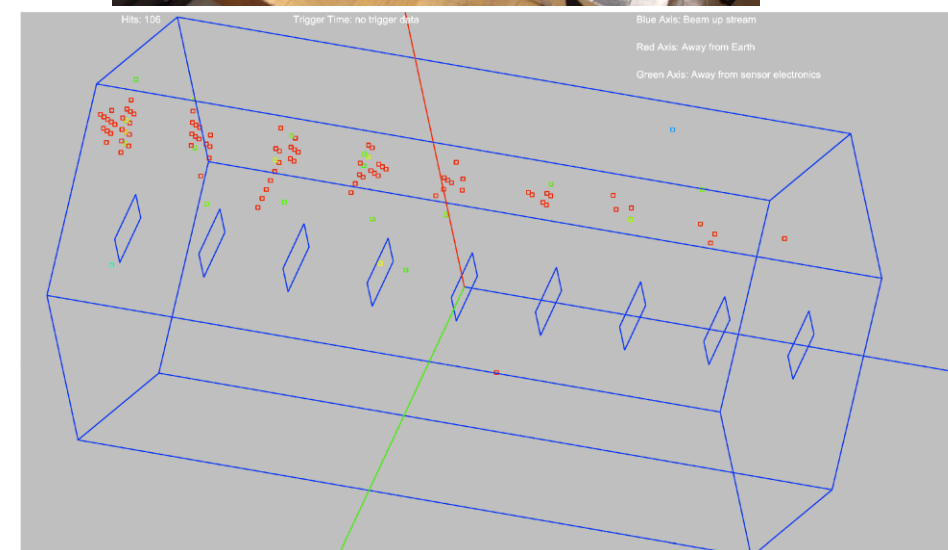 Hits: 106
Trigger Time: no trigger data
Blue Axis: Beam up stream
Red Axis: Away from Earth
Green Axis: Away from sensor electronics